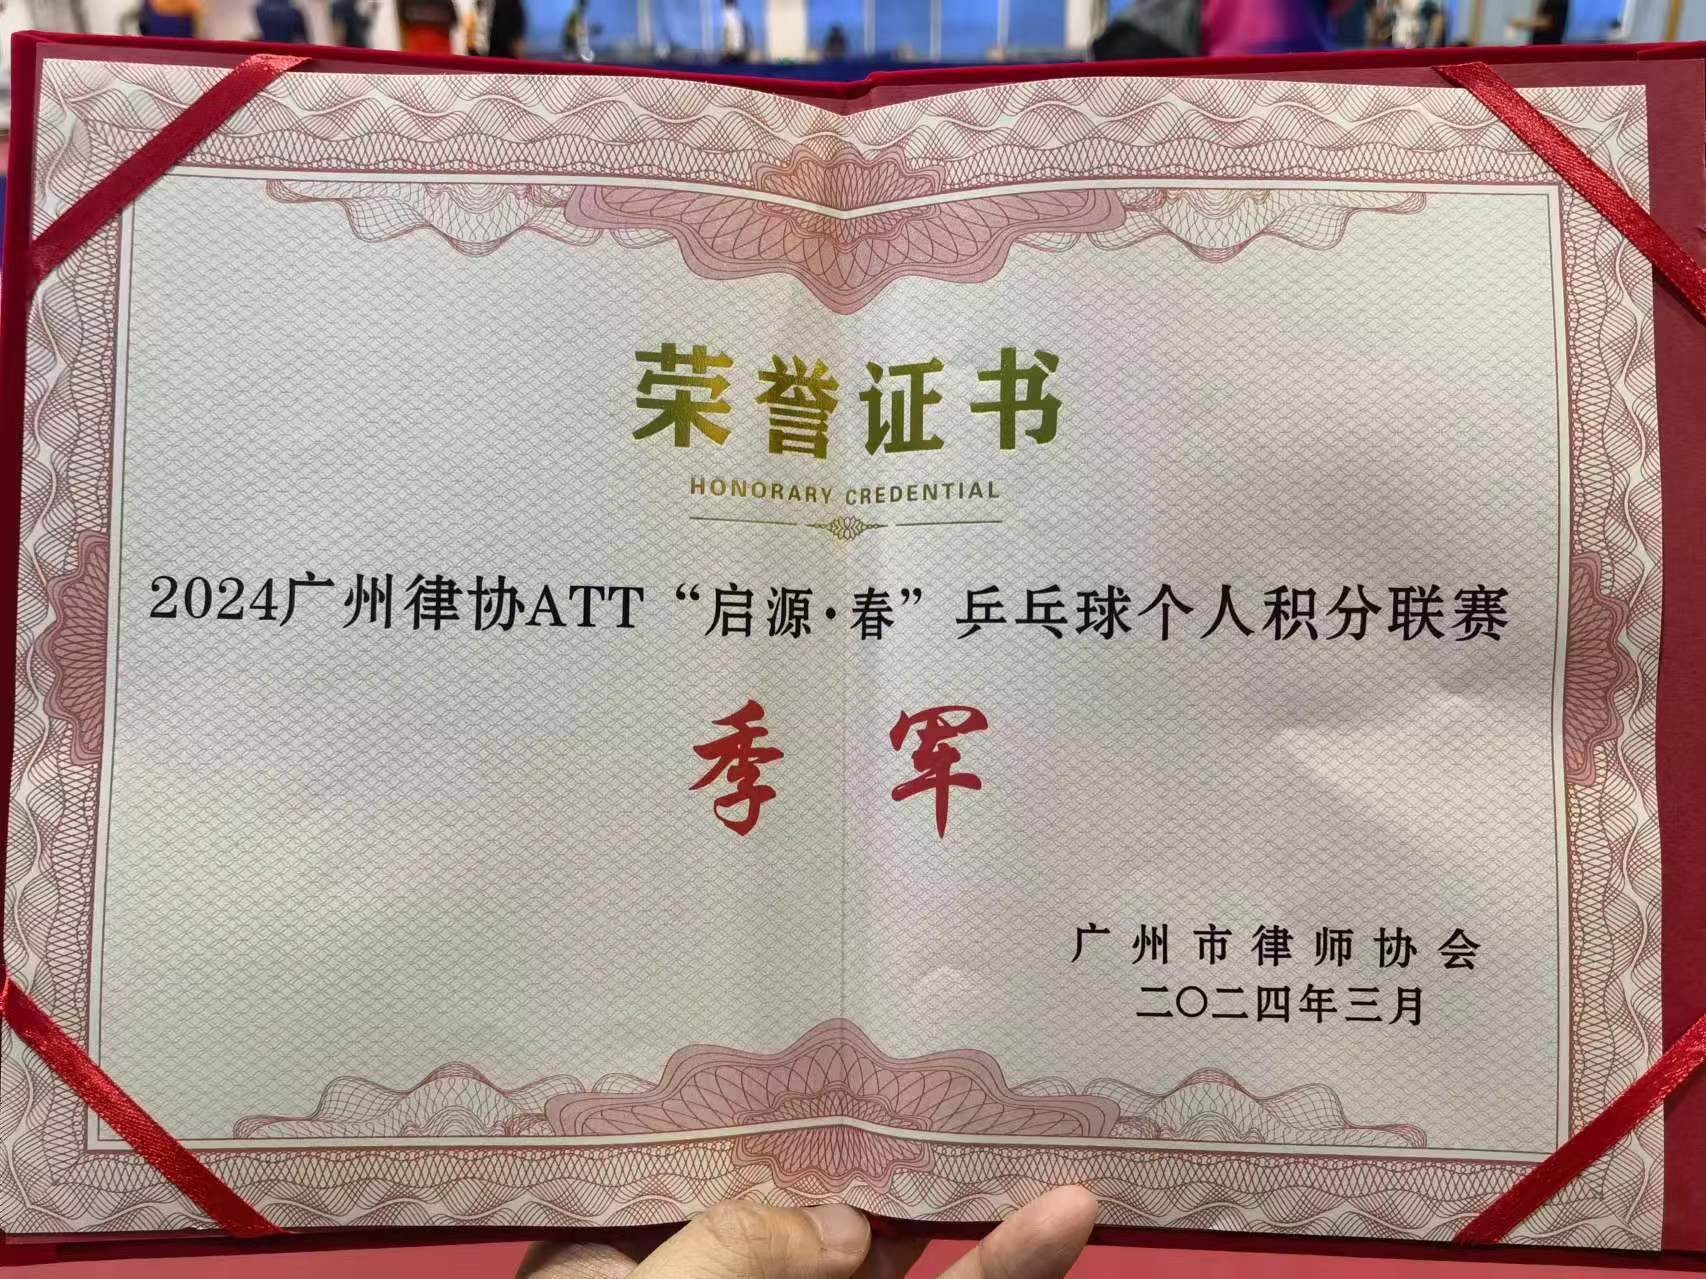 荣誉证书
HONORARY CREDENTIAL
2024广州律协ATT“启源·春”乒乓球个人积分联赛
季军
广州市律师协会
二〇二四年三月